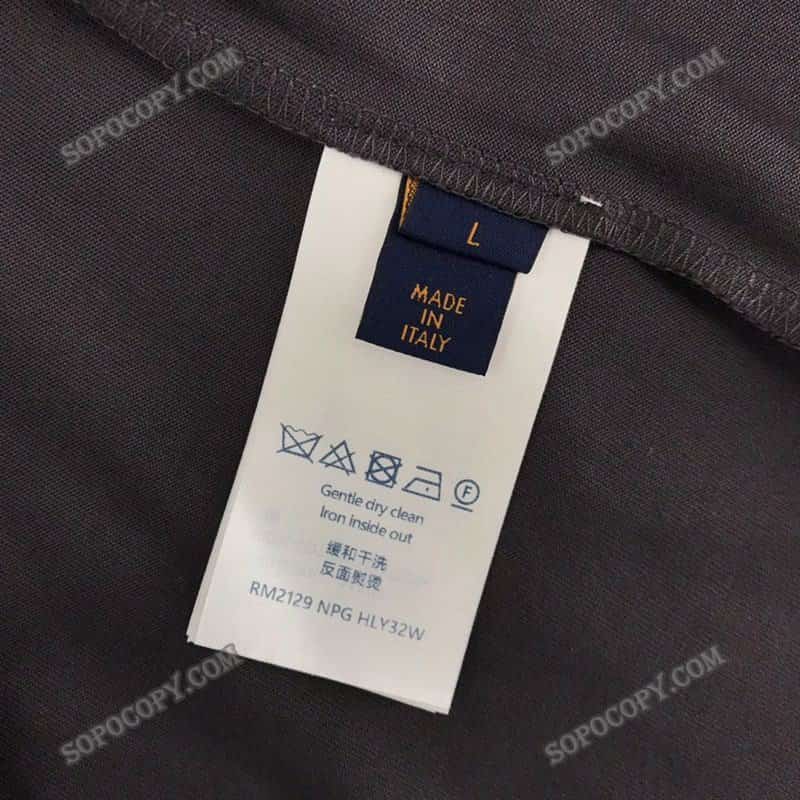 SOPOCOPY.COM
SOPOCOPY.COM
L
MADE
IN
ITALY
F
Gentle dry clean
Iron inside out
缓和干洗
反面熨烫
RM2129 NPG HLY32W
SOPOCOPY.COM
SOPOCOPY.COM